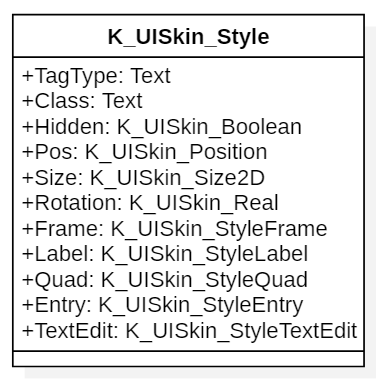 K_UISkin_Style
+TagType: Text
+Class: Text
+Hidden: K_UISkin_Boolean
+Pos: K_UISkin_Position
+Size: K_UISkin_Size2D
+Rotation: K_UISkin_Real
+Frame: K_UISkin_StyleFrame
+Label: K_UISkin_StyleLabel
+Quad: K_UISkin_StyleQuad
+Entry: K_UISkin_StyleEntry
+TextEdit: K_UISkin_StyleTextEdit